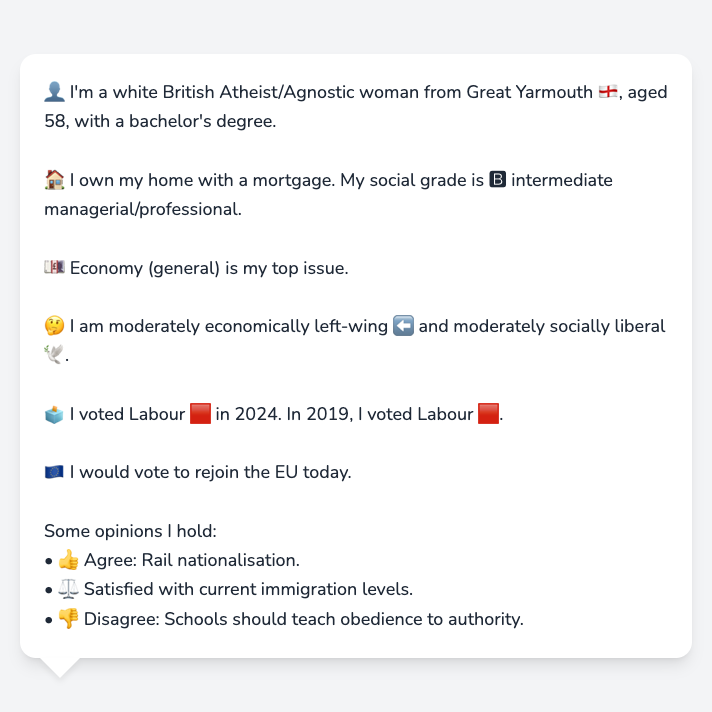 👤 I'm a white British Atheist/Agnostic woman from Great Yarmouth 🏴󠁧󠁢󠁥󠁮󠁧󠁿, aged
58, with a bachelor's degree.
🏠 I own my home with a mortgage. My social grade is 🅱 intermediate
managerial/professional.
💷 Economy (general) is my top issue.
🤔 I am moderately economically left-wing ⬅️ and moderately socially liberal
🕊️.
🗳️ I voted Labour 🟥 in 2024. In 2019, I voted Labour 🟥.
🇪🇺 I would vote to rejoin the EU today.
Some opinions I hold:
• 👍 Agree: Rail nationalisation.
• ⚖️ Satisfied with current immigration levels.
• 👎 Disagree: Schools should teach obedience to authority.